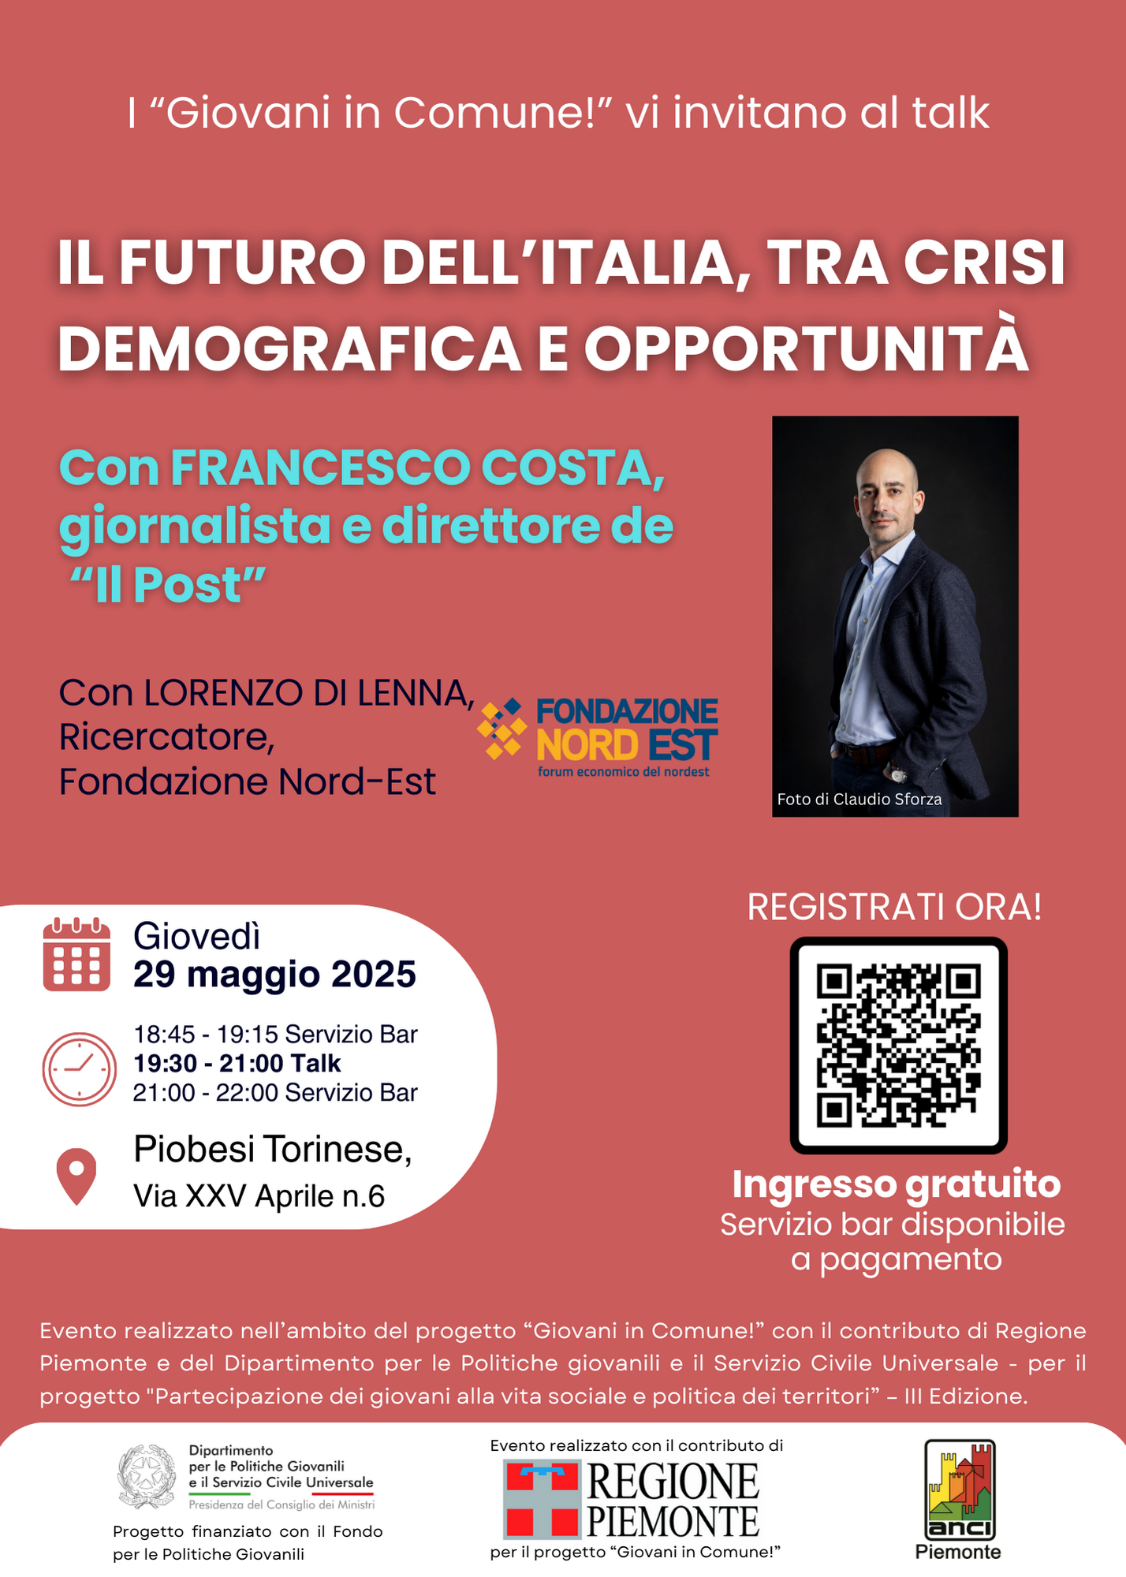 I “Giovani in Comune!” vi invitano al talk
IL FUTURO DELL’ITALIA, TRA CRISI
DEMOGRAFICA E OPPORTUNITÀ
Con FRANCESCO COSTA,
giornalista e direttore de
“Il Post”
Con LORENZO DI LENNA,
Ricercatore,
Fondazione Nord-Est
FONDAZIONE
NORD EST
forum economico del nordest
Foto di Claudio Sforza
Giovedì
29 maggio 2025
18:45 - 19:15 Servizio Bar
19:30 - 21:00 Talk
21:00 - 22:00 Servizio Bar
Piobesi Torinese,
Via XXV Aprile n.6
REGISTRATI ORA!
Ingresso gratuito
Servizio bar disponibile
a pagamento
Evento realizzato nell’ambito del progetto “Giovani in Comune!” con il contributo di Regione
Piemonte e del Dipartimento per le Politiche giovanili e il Servizio Civile Universale - per il
progetto "Partecipazione dei giovani alla vita sociale e politica dei territori” – III Edizione.
Dipartimento
per le Politiche Giovanili
e il Servizio Civile Universale
Presidenza del Consiglio dei Ministri
Progetto finanziato con il Fondo
per le Politiche Giovanili
Evento realizzato con il contributo di
REGIONE
PIEMONTE
per il progetto “Giovani in Comune!”
anci
Piemonte